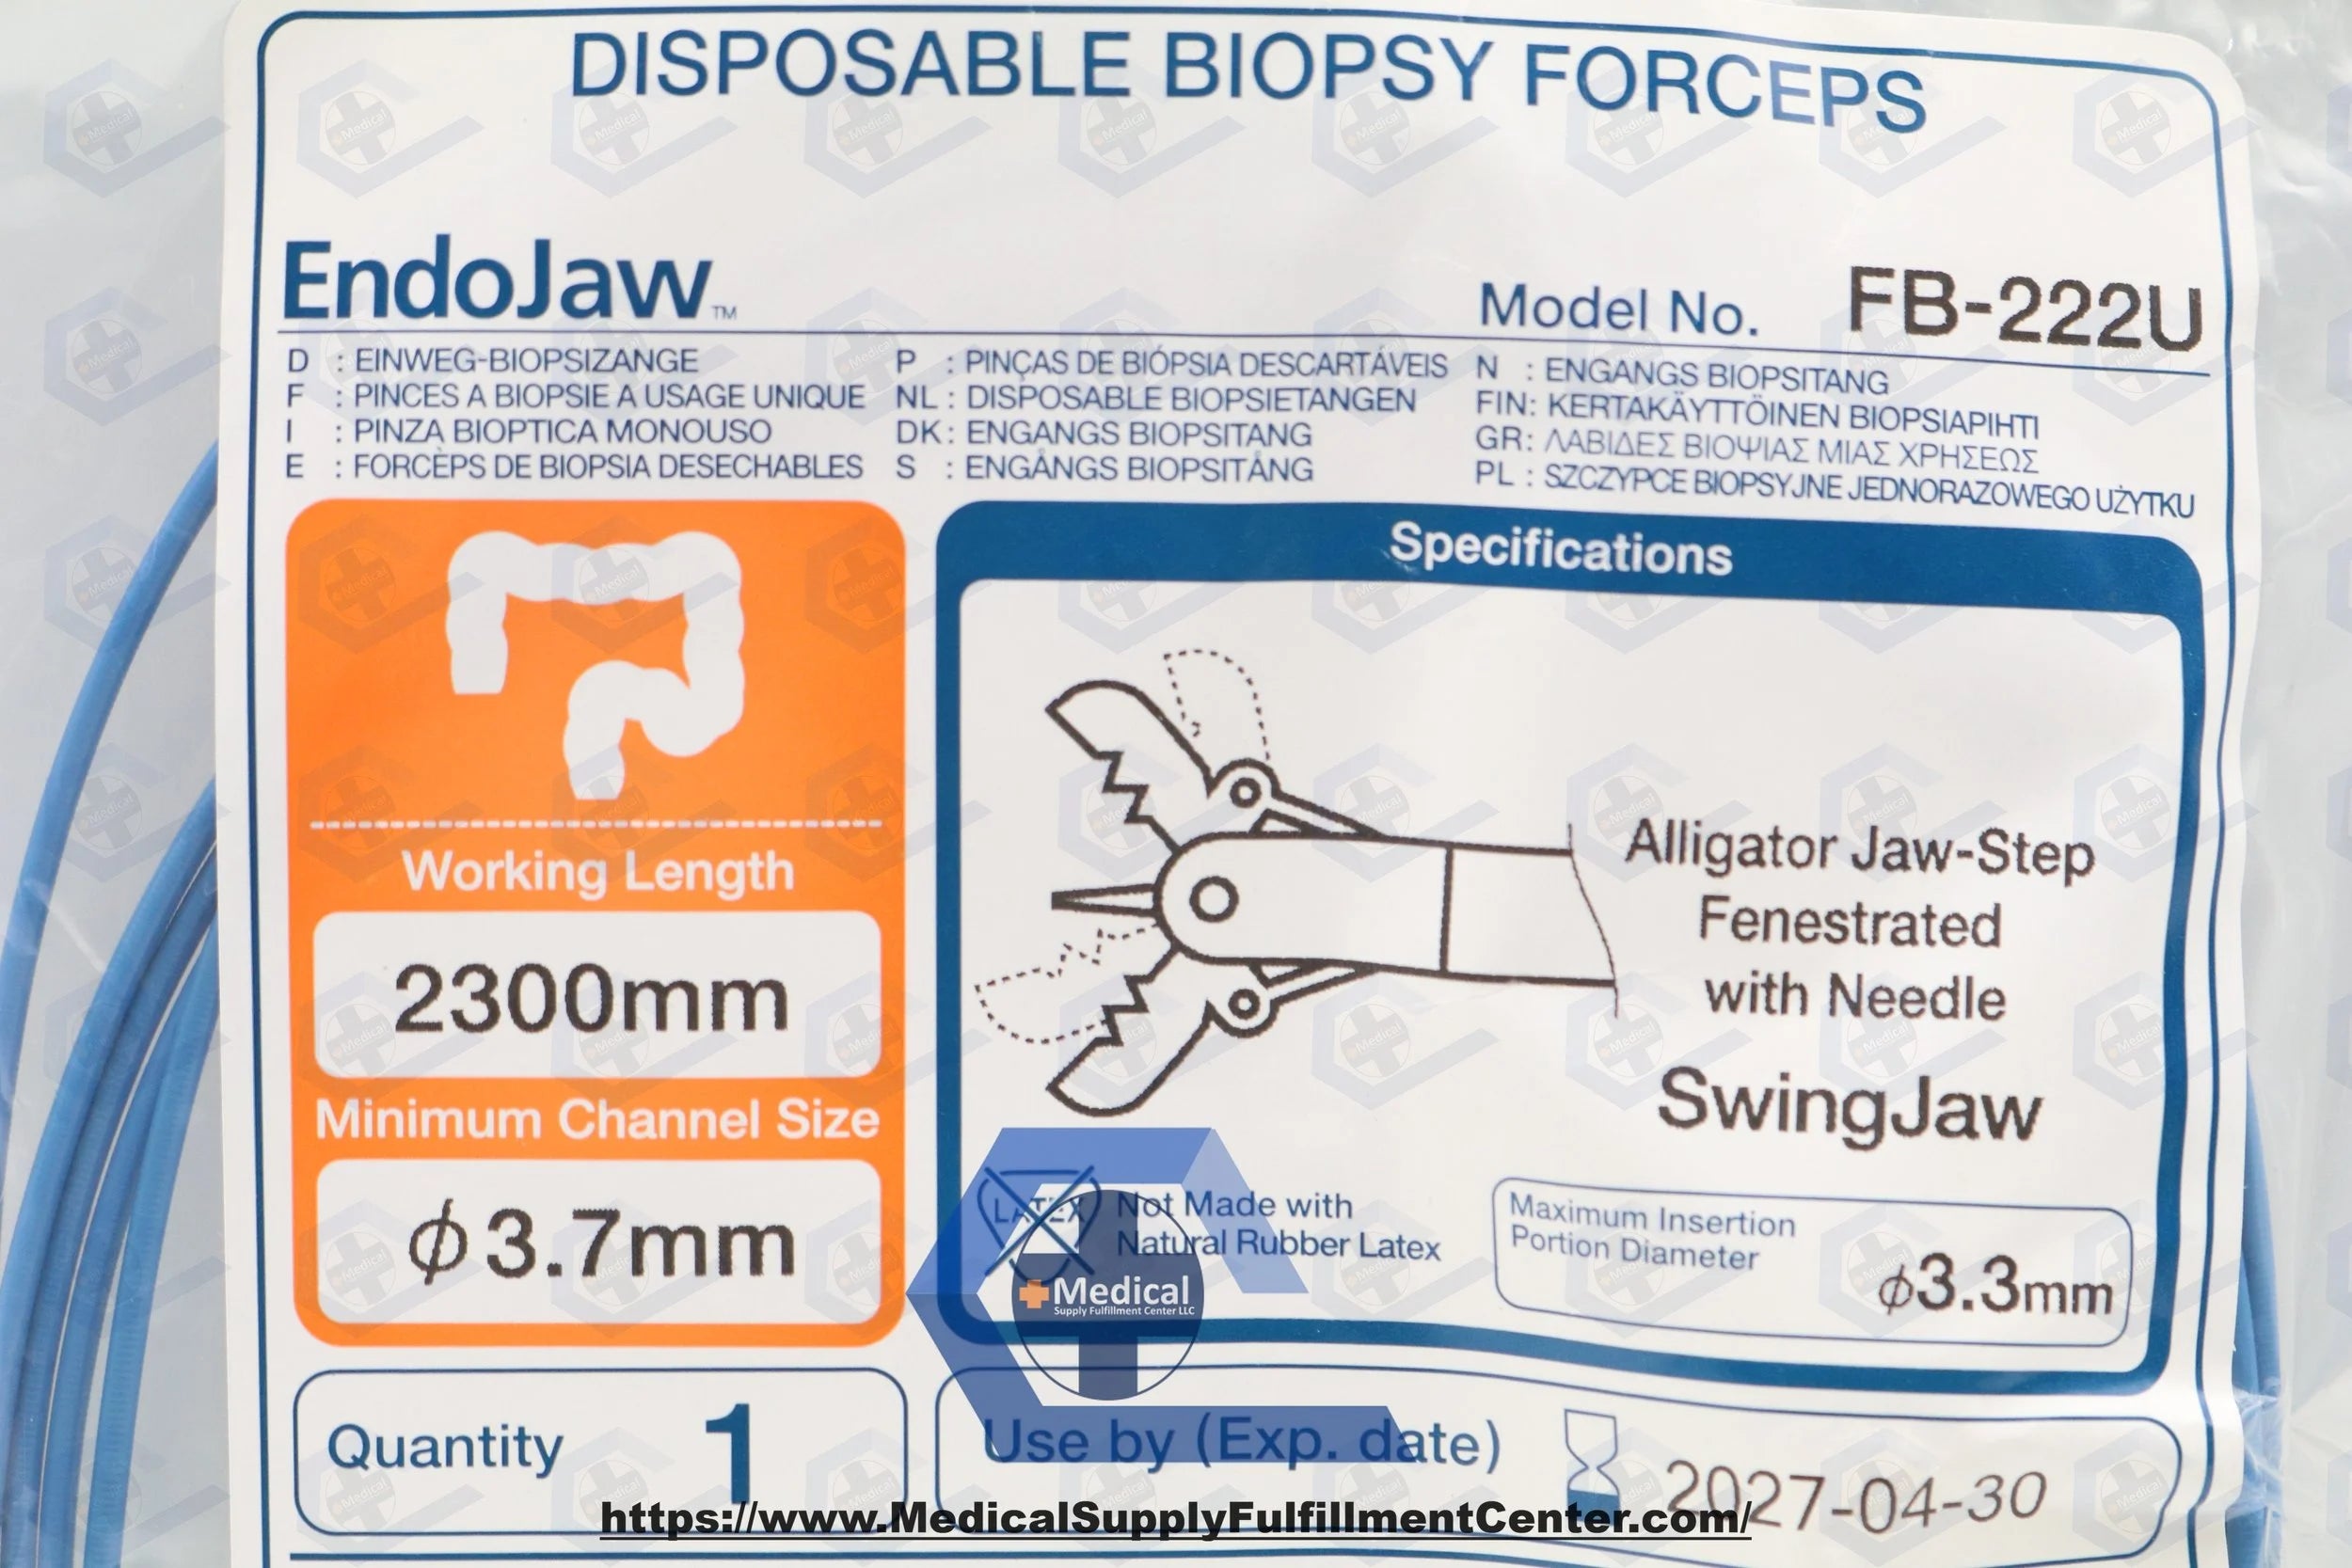 DISPOSABLE BIOPSY FORCEPS
EndoJaw™
Model No. FB-222U
D : EINWEG-BIOPSIZANGE
F : PINCES A BIOPSIE A USAGE UNIQUE
I : PINZA BIOPTICA MONOUSO
E : FORCÈPS DE BIOPSIA DESECHABLES
P : PINÇAS DE BIÓPSIA DESCARTÁVEIS
NL : DISPOSABLE BIOPSIETANGEN
DK : ENGANGS BIOPSITANG
S : ENGÅNGS BIOPSITÅNG
N : ENGANGS BIOPSITANG
FIN: KERTAKÄYTTÖINEN BIOPSIAPIHTI
GR: ΛΑΒΙΔΕΣ ΒΙΟΨΙΑΣ ΜΙΑΣ ΧΡΗΣΕΩΣ
PL : SZCZYPCE BIOPSYJNE JEDNORAZOWEGO UŻYTKU
Working Length
2300mm
Minimum Channel Size
ϕ3.7mm
Specifications
Alligator Jaw-Step
Fenestrated
with Needle
SwingJaw
LATEX
Not Made with
Natural Rubber Latex
Maximum Insertion
Portion Diameter
ϕ3.3mm
Medical
Supply Fulfillment Center LLC
Quantity 1
Use by (Exp. date) 2027-04-30
https://www.MedicalSupplyFulfillmentCenter.com/